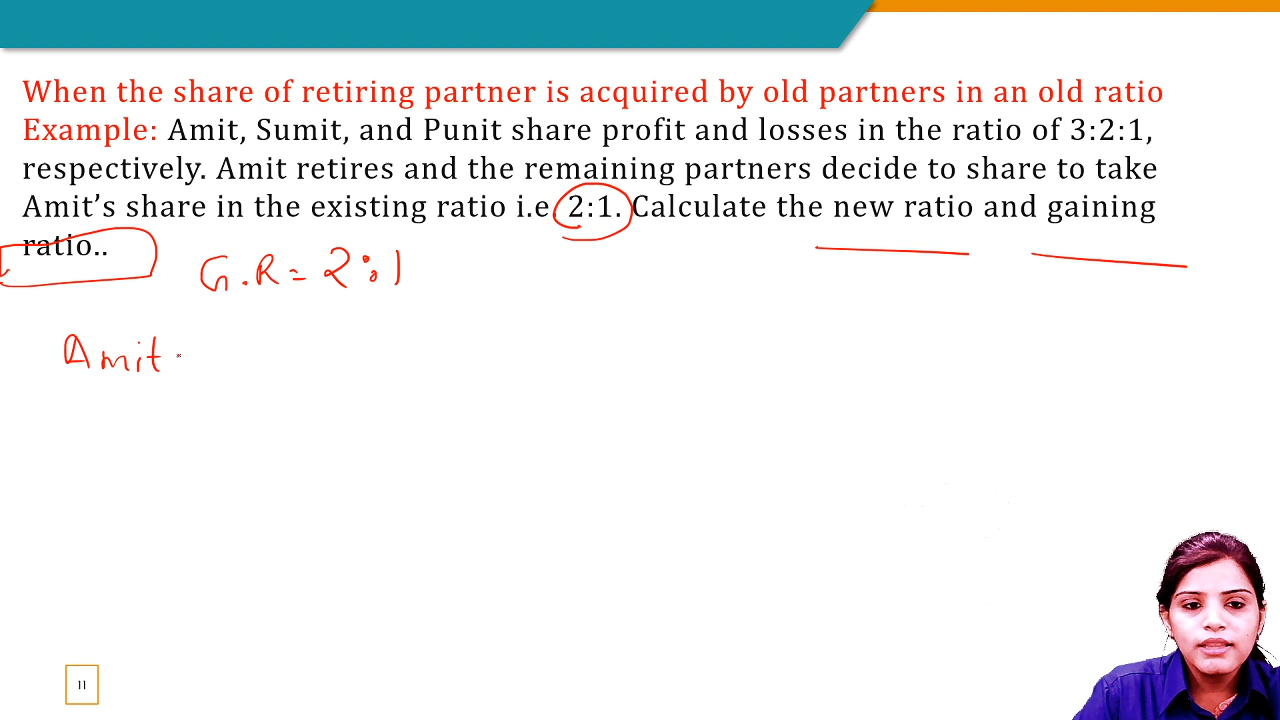 When the share of retiring partner is acquired by old partners in an old ratio
Example: Amit, Sumit, and Punit share profit and losses in the ratio of 3:2:1,
respectively. Amit retires and the remaining partners decide to share to take
Amit’s share in the existing ratio i.e. 2:1. Calculate the new ratio and gaining
ratio..
G.R = 2:1
Amit
11